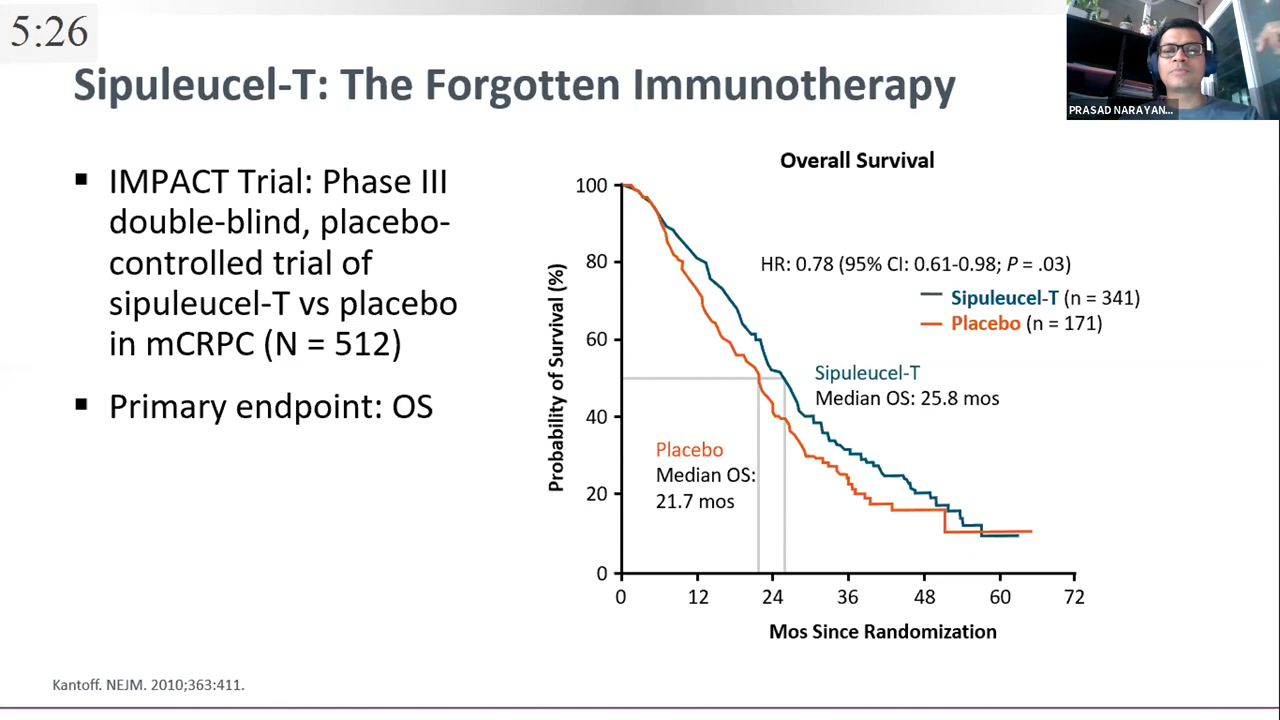 5:26
PRASAD NARAYAN...
Sipuleucel-T: The Forgotten Immunotherapy
▪ IMPACT Trial: Phase III
double-blind, placebo-
controlled trial of
sipuleucel-T vs placebo
in mCRPC (N = 512)
▪ Primary endpoint: OS
Overall Survival
Probability of Survival (%)
100
80
60
40
20
0
HR: 0.78 (95% CI: 0.61-0.98; P = .03)
Sipuleucel-T (n = 341)
Placebo (n = 171)
Sipuleucel-T
Median OS: 25.8 mos
Placebo
Median OS:
21.7 mos
0 12 24 36 48 60 72
Mos Since Randomization
Kantoff. NEJM. 2010;363:411.